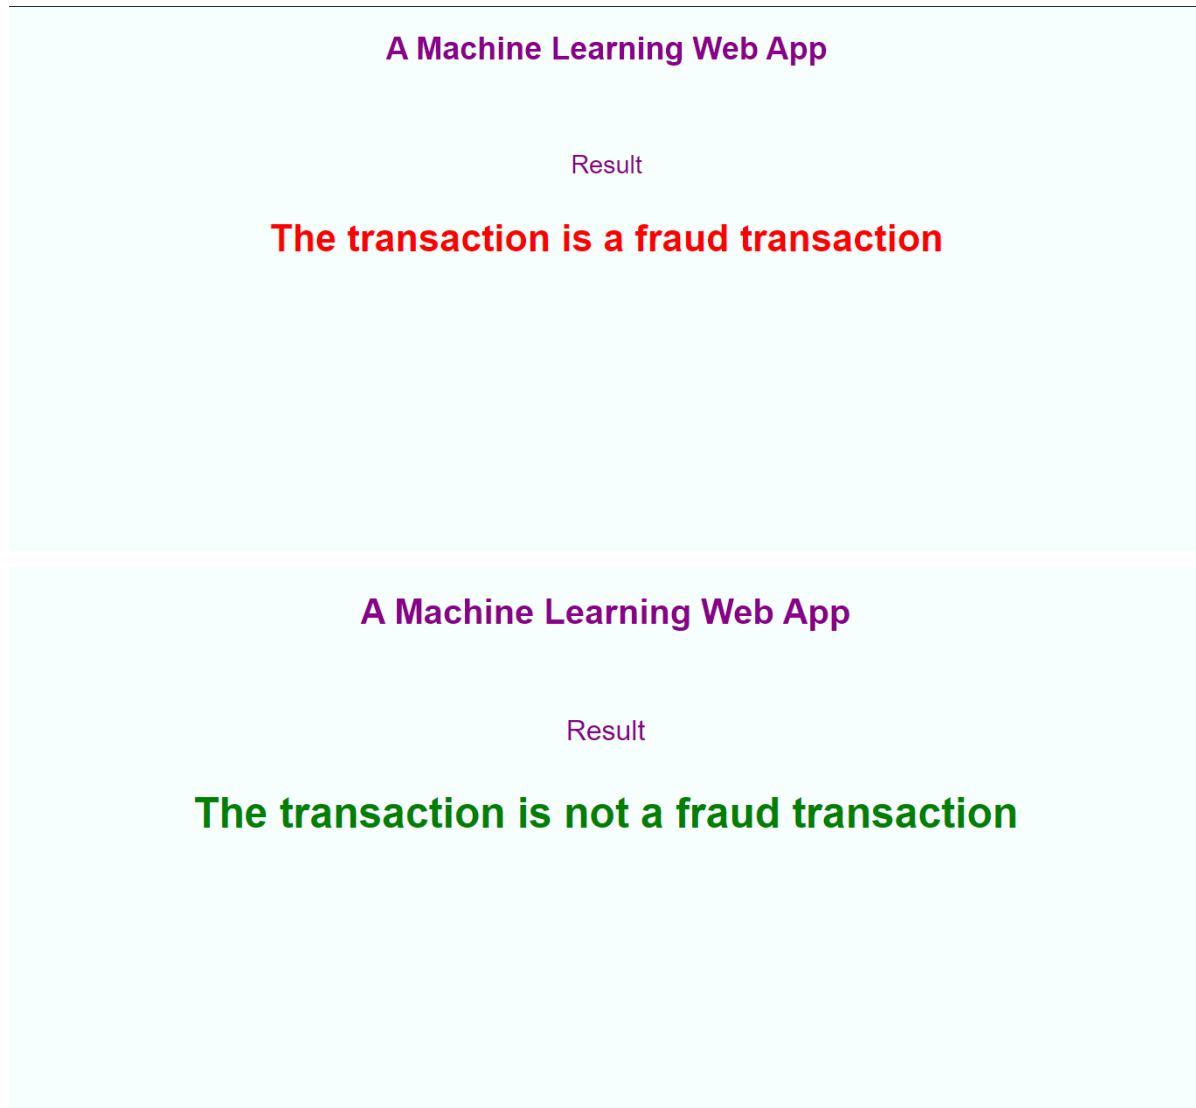 A Machine Learning Web App
Result
The transaction is a fraud transaction
A Machine Learning Web App
Result
The transaction is not a fraud transaction